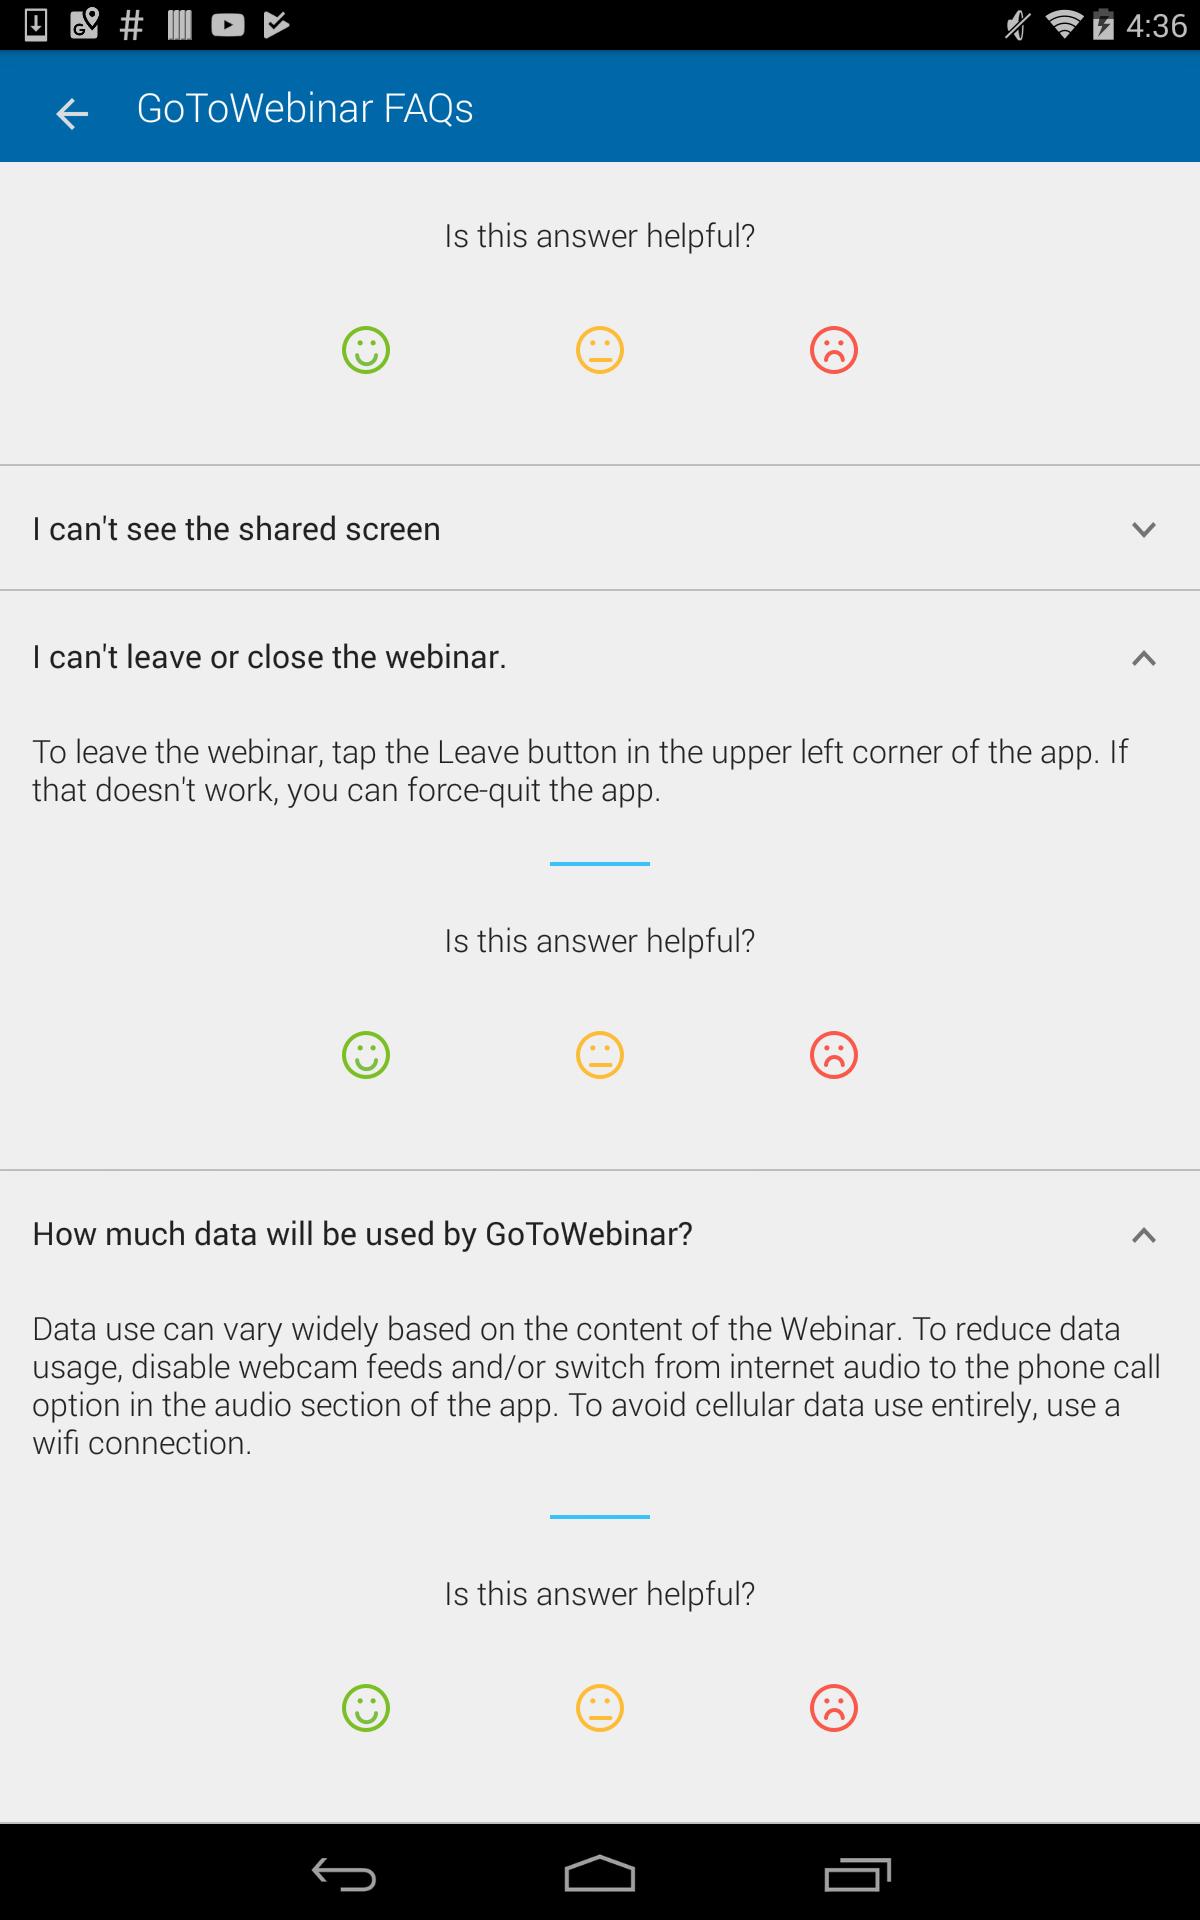 4:36
GoToWebinar FAQs
Is this answer helpful?
I can't see the shared screen
I can't leave or close the webinar.
To leave the webinar, tap the Leave button in the upper left corner of the app. If
that doesn't work, you can force-quit the app.
Is this answer helpful?
How much data will be used by GoToWebinar?
Data use can vary widely based on the content of the Webinar. To reduce data
usage, disable webcam feeds and/or switch from internet audio to the phone call
option in the audio section of the app. To avoid cellular data use entirely, use a
wifi connection.
Is this answer helpful?